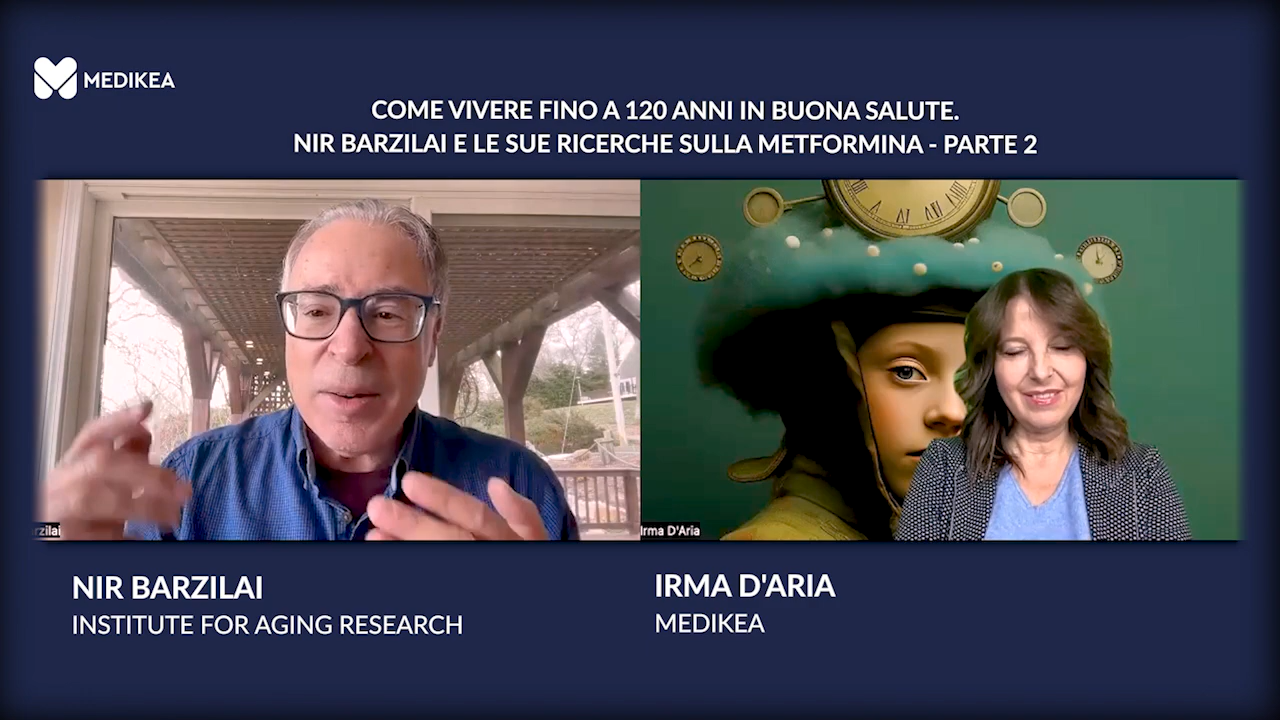 MEDIKEA
COME VIVERE FINO A 120 ANNI IN BUONA SALUTE.
NIR BARZILAI E LE SUE RICERCHE SULLA METFORMINA - PARTE 2
rzilai
Irma D'Aria
NIR BARZILAI
INSTITUTE FOR AGING RESEARCH
IRMA D'ARIA
MEDIKEA